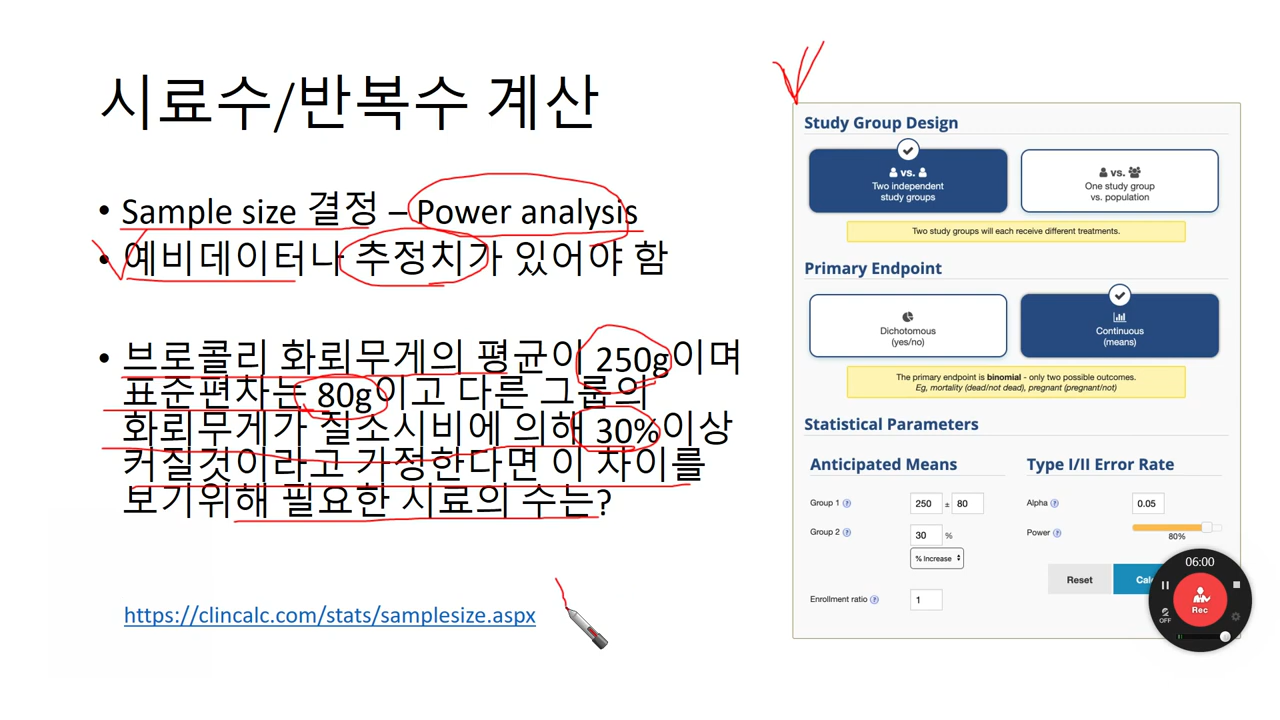 시료수/반복수 계산
• Sample size 결정 – Power analysis
• 예비데이터나 추정치가 있어야 함
• 브로콜리 화뢰무게의 평균이 250g이며
표준편차는 80g이고 다른 그룹의
화뢰무게가 질소시비에 의해 30%이상
커질것이라고 가정한다면 이 차이를
보기위해 필요한 시료의 수는?
https://clincalc.com/stats/samplesize.aspx
Study Group Design
vs.
Two independent
study groups
vs.
One study group
vs. population
Two study groups will each receive different treatments.
Primary Endpoint
Dichotomous
(yes/no)
Continuous
(means)
The primary endpoint is binomial - only two possible outcomes.
Eg, mortality (dead/not dead), pregnant (pregnant/not)
Statistical Parameters
Anticipated Means
Group 1 ? 250 ± 80
Group 2 ? 30 %
% Increase
Enrollment ratio ? 1
Type I/II Error Rate
Alpha ? 0.05
Power ?
80%
Reset
Calc
06:00
Rec
OFF